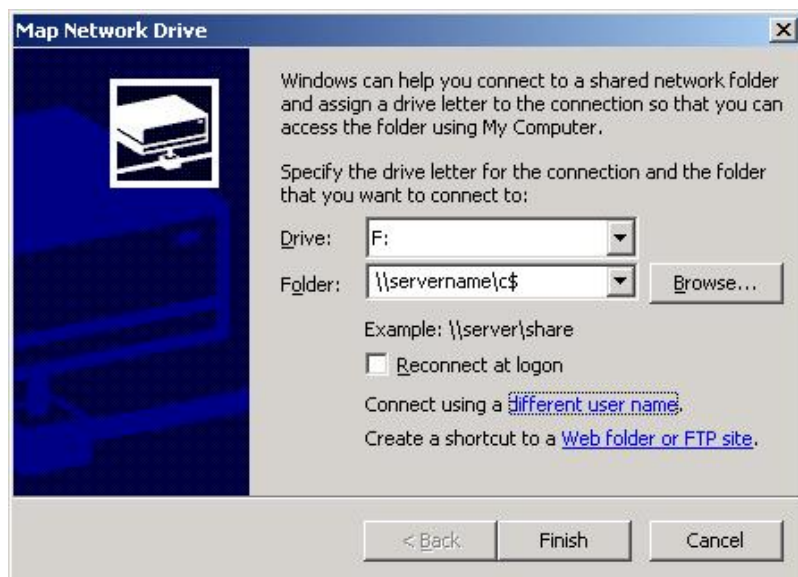 Map Network Drive
Windows can help you connect to a shared network folder
and assign a drive letter to the connection so that you can
access the folder using My Computer.
Specify the drive letter for the connection and the folder
that you want to connect to:
Drive: F:
Folder: \\servername\c$ Browse...
Example: \\server\share
Reconnect at logon
Connect using a different user name.
Create a shortcut to a Web folder or FTP site.
< Back Finish Cancel